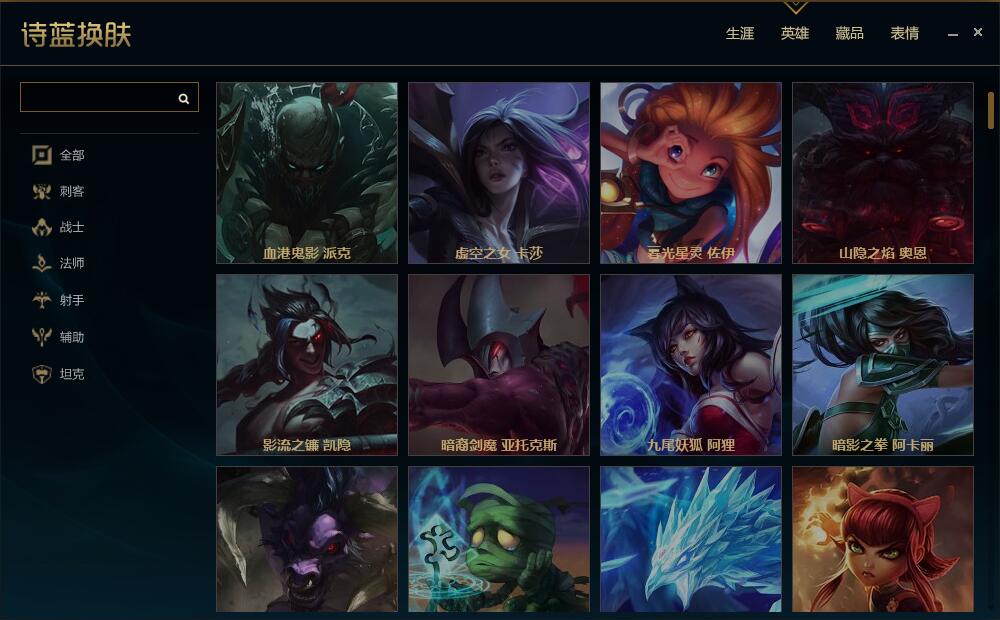 诗蓝换肤
生涯 英雄 藏品 表情
全部
刺客
战士
法师
射手
辅助
坦克
血港鬼影 派克
虚空之女 卡莎
暮光星灵 佐伊
山隐之焰 奥恩
影流之镰 凯隐
暗裔剑魔 亚托克斯
九尾妖狐 阿狸
暗影之拳 阿卡丽